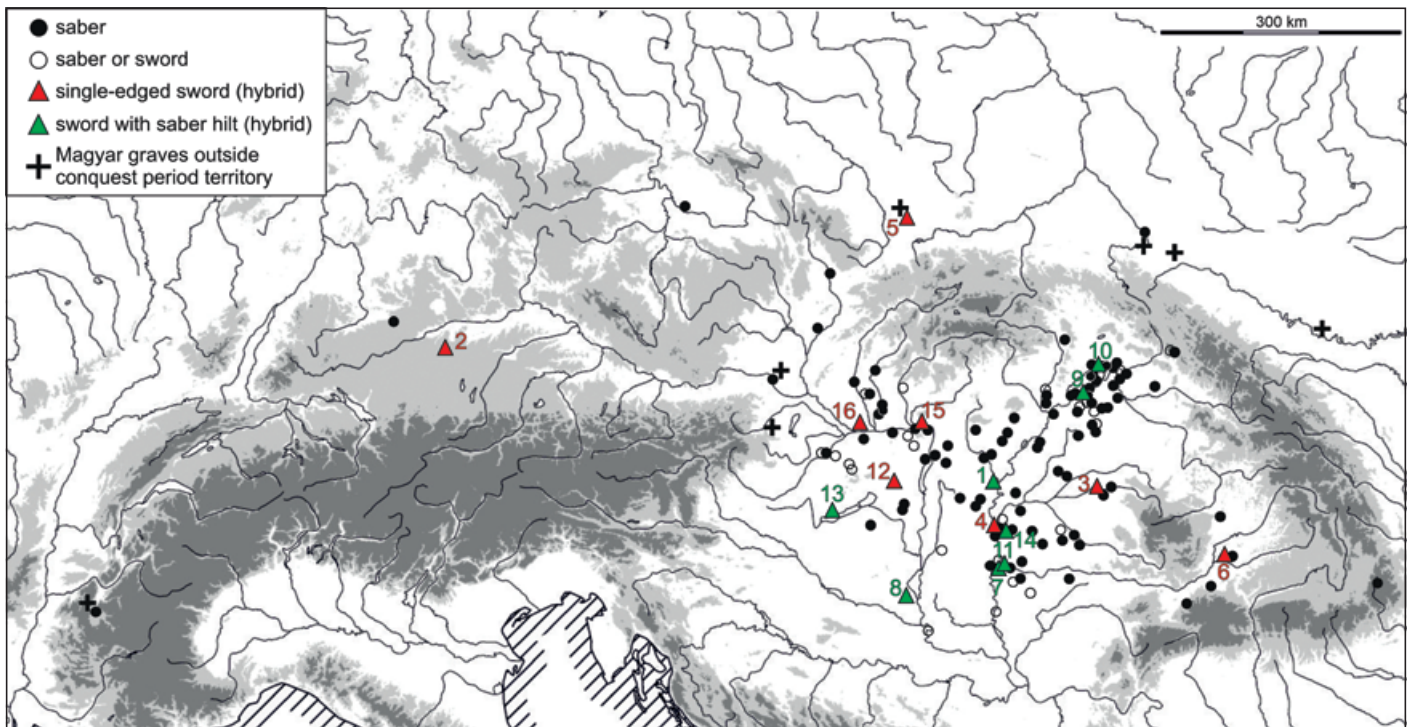 saber
saber or sword
single-edged sword (hybrid)
sword with saber hilt (hybrid)
Magyar graves outside
conquest period territory
300 km
5
2
10
9
16
15
12
1
3
13
4
14
11
6
7
8